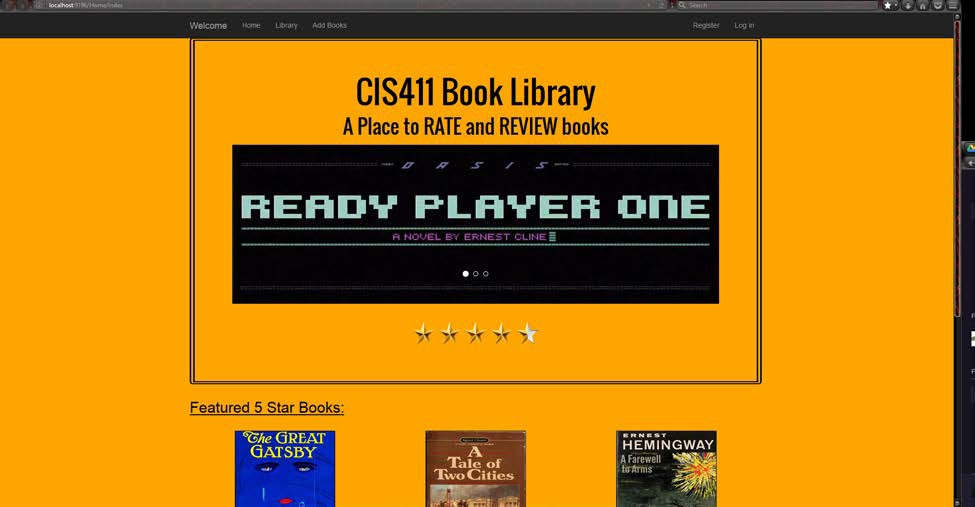 localhost:9196/Home/Index
Search
Welcome Home Library Add Books Register Log in
CIS411 Book Library
A Place to RATE and REVIEW books
OASIS
READY PLAYER ONE
A NOVEL BY ERNEST CLINE
Featured 5 Star Books:
The GREAT
GATSBY
A
Tale of
Two Cities
ERNEST
HEMINGWAY
A Farewell
to Arms